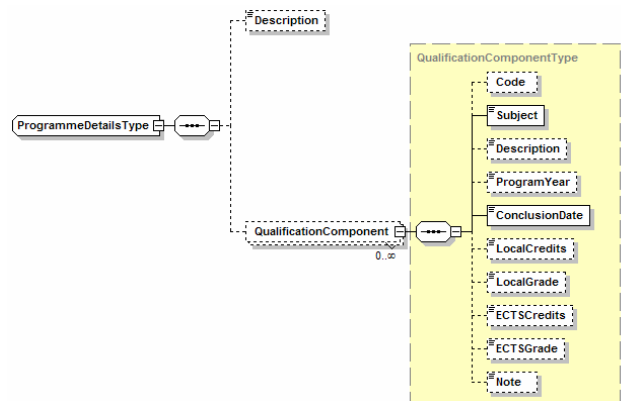 Description
QualificationComponentType
Code
Subject
ProgrammeDetailsType
Description
ProgramYear
ConclusionDate
QualificationComponent
0..∞
LocalCredits
LocalGrade
ECTSCredits
ECTSGrade
Note